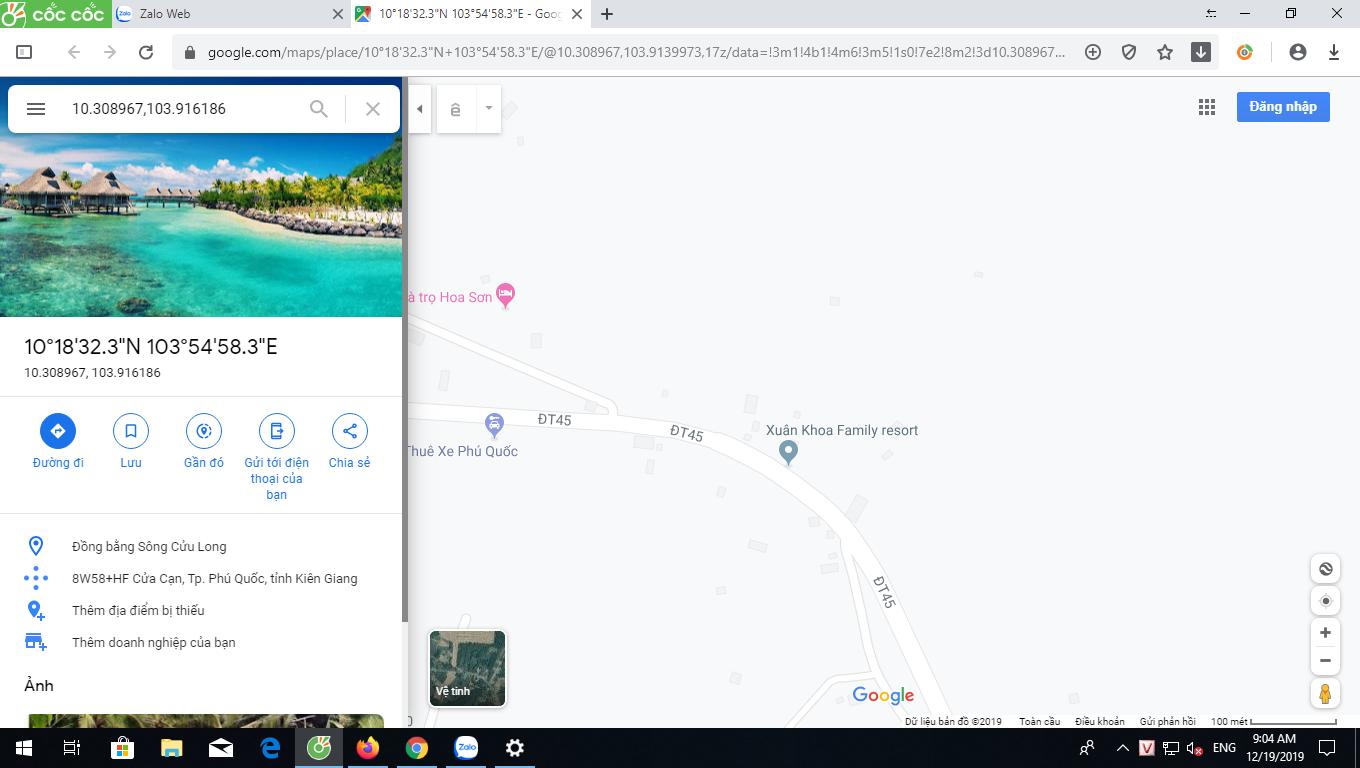 cốc cốc
Zalo Zalo Web
10°18'32.3"N 103°54'58.3"E - Goog
google.com/maps/place/10°18'32.3"N+103°54'58.3"E/@10.308967,103.9139973,17z/data=!3m1!4b1!4m6!3m5!1s0!7e2!8m2!3d10.308967...
10.308967,103.916186
ê
Đăng nhập
10°18'32.3"N 103°54'58.3"E
10.308967, 103.916186
Đường đi
Lưu
Gần đó
Gửi tới điện
thoại của
bạn
Chia sẻ
Đồng bằng Sông Cửu Long
8W58+HF Cửa Cạn, Tp. Phú Quốc, tỉnh Kiên Giang
Thêm địa điểm bị thiếu
Thêm doanh nghiệp của bạn
Ảnh
à trọ Hoa Sơn
ĐT45
ĐT45
Thuê Xe Phú Quốc
Xuân Khoa Family resort
ĐT45
Vệ tinh
Google
Dữ liệu bản đồ ©2019 Toàn cầu Điều khoản Gửi phản hồi 100 mét
Zalo
V
ENG
9:04 AM
12/19/2019